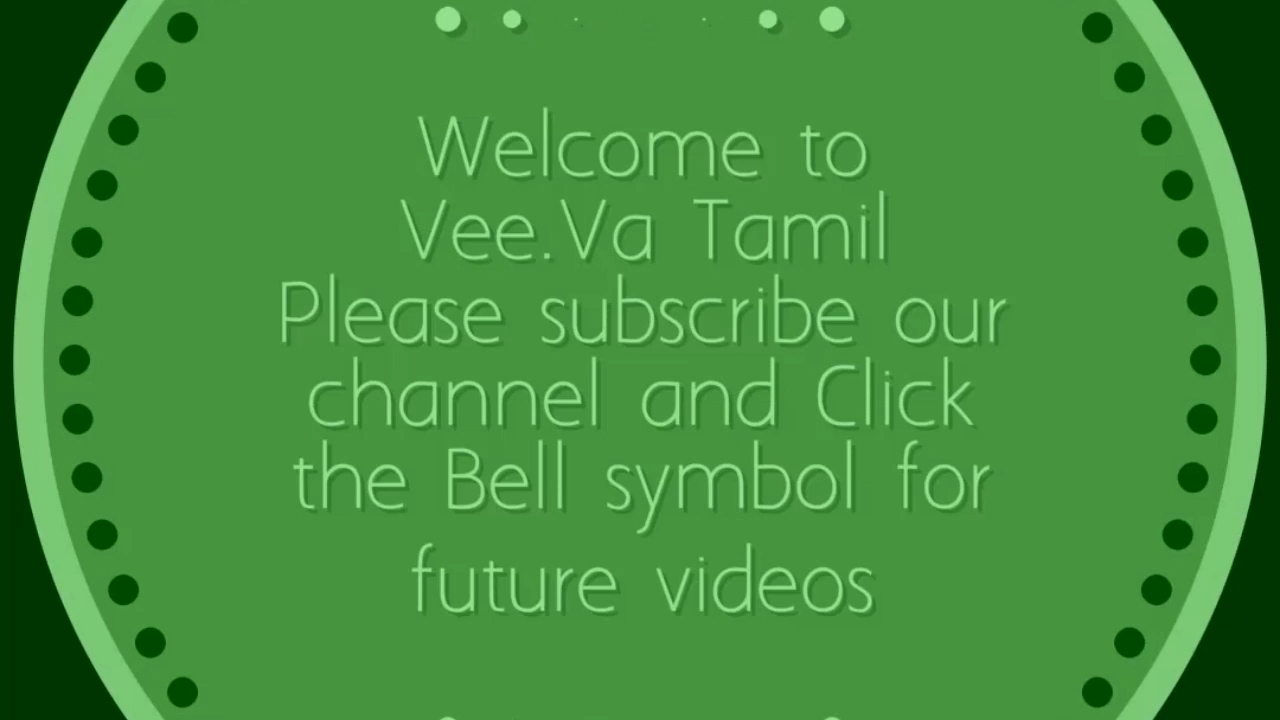 Welcome to
Vee.Va Tamil
Please subscribe our
channel and Click
the Bell symbol for
future videos